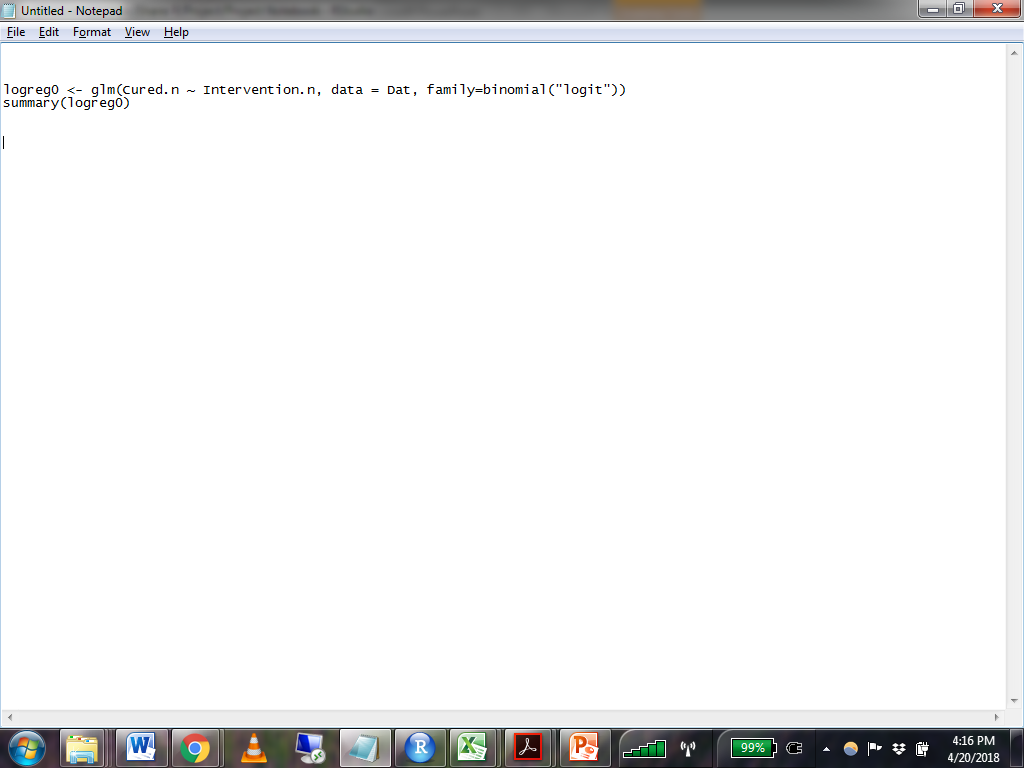 Untitled - Notepad
File Edit Format View Help
logreg0 <- glm(Cured.n ~ Intervention.n, data = Dat, family=binomial("logit"))
summary(logreg0)
99%
4:16 PM
4/20/2018